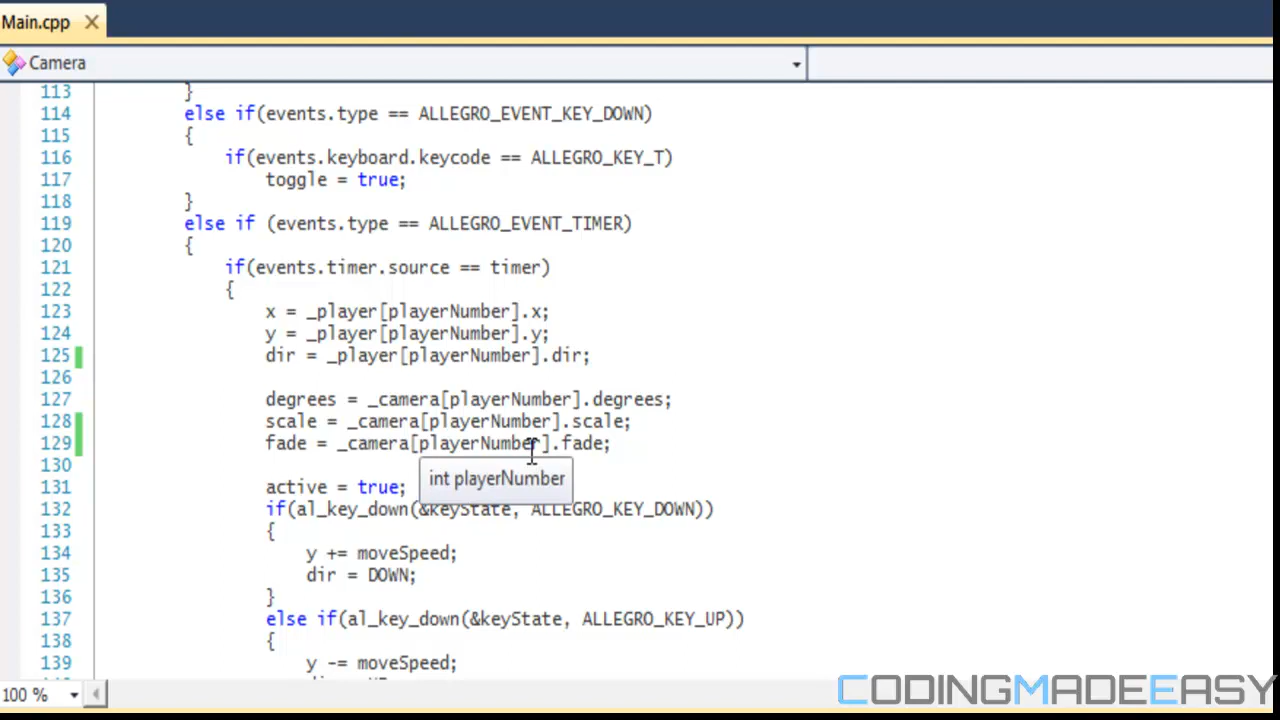 Main.cpp
Camera
113 }
114 else if(events.type == ALLEGRO_EVENT_KEY_DOWN)
115 {
116 if(events.keyboard.keycode == ALLEGRO_KEY_T)
117 toggle = true;
118 }
119 else if (events.type == ALLEGRO_EVENT_TIMER)
120 {
121 if(events.timer.source == timer)
122 {
123 x = _player[playerNumber].x;
124 y = _player[playerNumber].y;
125 dir = _player[playerNumber].dir;
126
127 degrees = _camera[playerNumber].degrees;
128 scale = _camera[playerNumber].scale;
129 fade = _camera[playerNumber].fade;
130
int playerNumber
131 active = true;
132 if(al_key_down(&keyState, ALLEGRO_KEY_DOWN))
133 {
134 y += moveSpeed;
135 dir = DOWN;
136 }
137 else if(al_key_down(&keyState, ALLEGRO_KEY_UP))
138 {
139 y -= moveSpeed;
100 %
CODINGMADEEASY